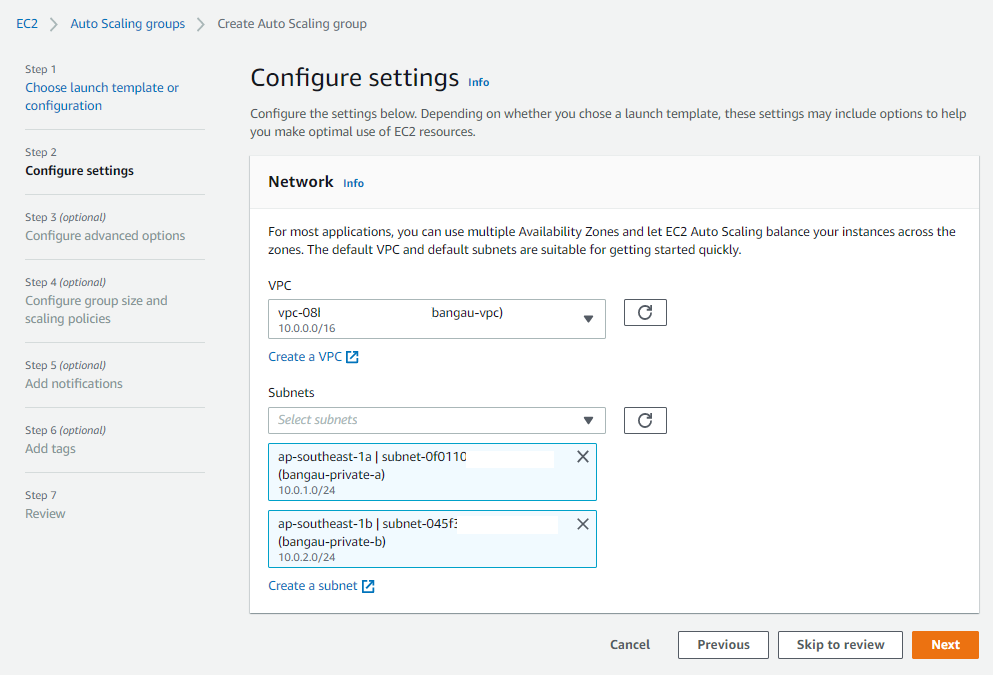 EC2 > Auto Scaling groups > Create Auto Scaling group
Step 1
Choose launch template or
configuration
Step 2
Configure settings
Step 3 (optional)
Configure advanced options
Step 4 (optional)
Configure group size and
scaling policies
Step 5 (optional)
Add notifications
Step 6 (optional)
Add tags
Step 7
Review
Configure settings Info
Configure the settings below. Depending on whether you chose a launch template, these settings may include options to help
you make optimal use of EC2 resources.
Network Info
For most applications, you can use multiple Availability Zones and let EC2 Auto Scaling balance your instances across the
zones. The default VPC and default subnets are suitable for getting started quickly.
VPC
vpc-08 bangau-vpc)
10.0.0.0/16
Create a VPC
Subnets
Select subnets
ap-southeast-1a | subnet-0f0110
(bangau-private-a)
10.0.1.0/24
ap-southeast-1b | subnet-045f
(bangau-private-b)
10.0.2.0/24
Create a subnet
Cancel Previous Skip to review Next